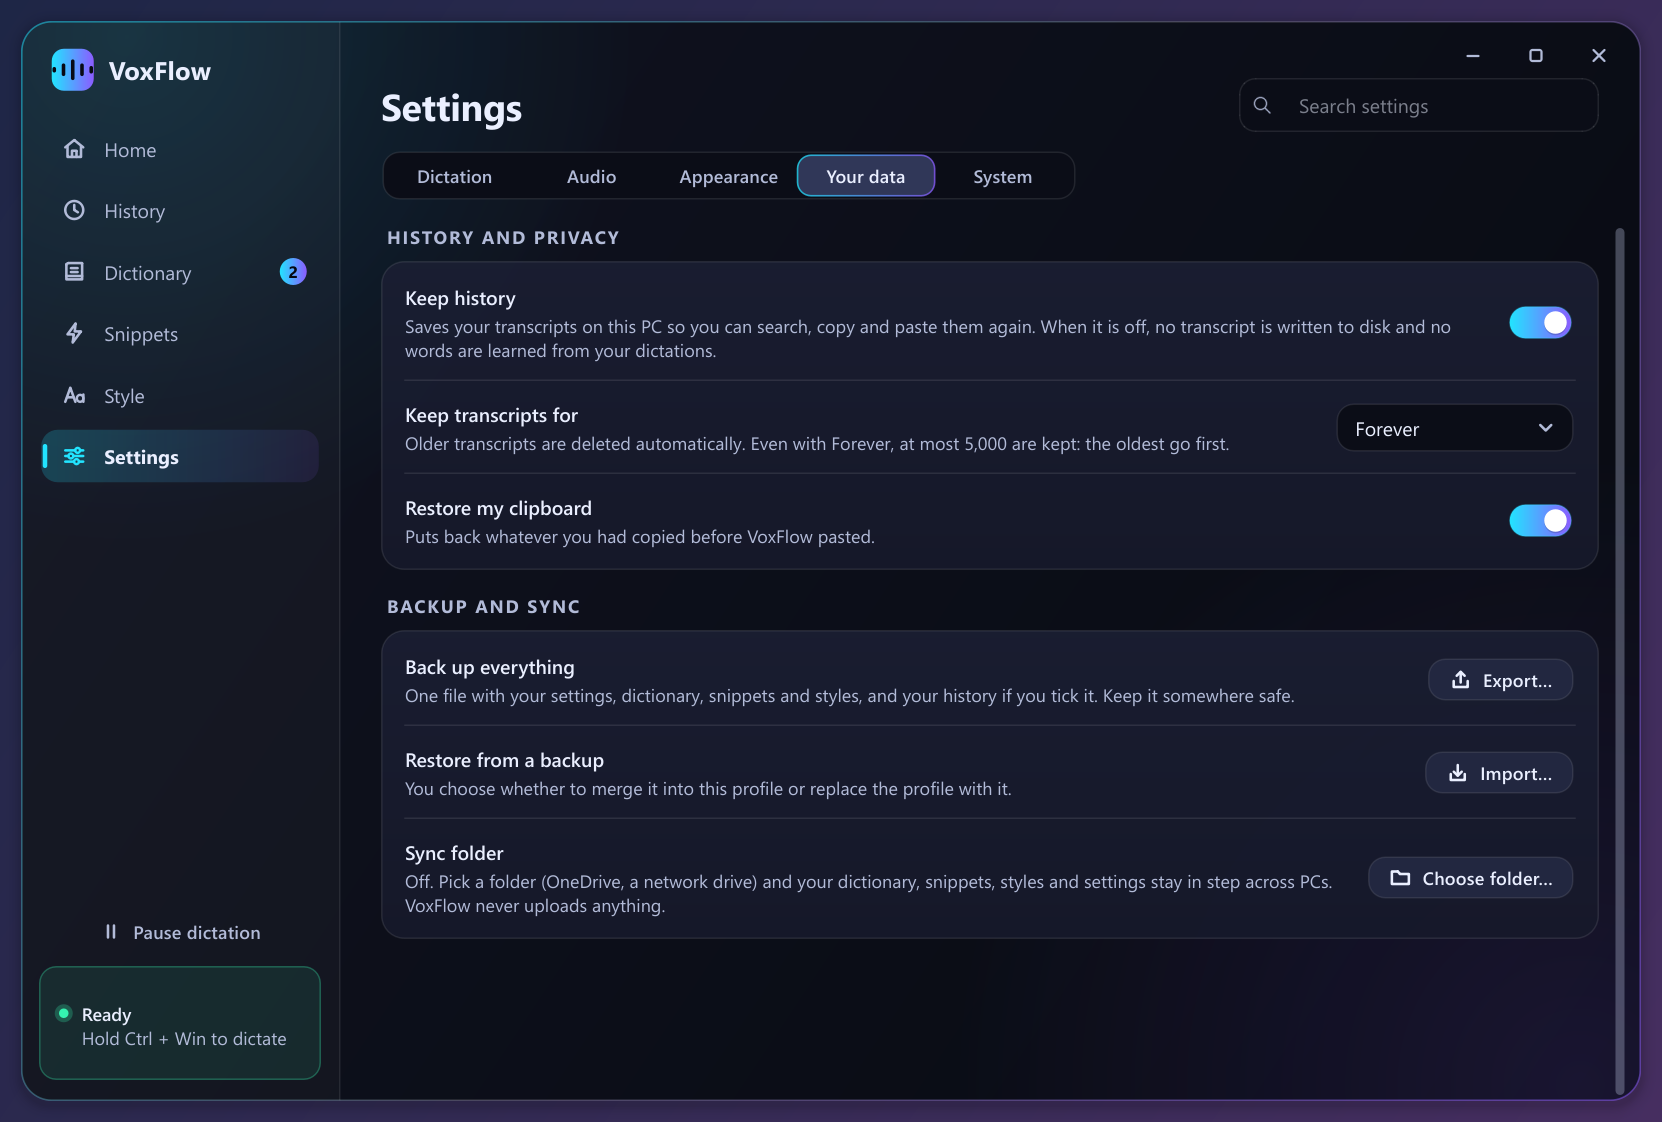 VoxFlow
Home
History
Dictionary 2
Snippets
Style
Settings
Pause dictation
Ready
Hold Ctrl + Win to dictate
Settings
Search settings
Dictation Audio Appearance Your data System
HISTORY AND PRIVACY
Keep history
Saves your transcripts on this PC so you can search, copy and paste them again. When it is off, no transcript is written to disk and no
words are learned from your dictations.
Keep transcripts for
Older transcripts are deleted automatically. Even with Forever, at most 5,000 are kept: the oldest go first.
Forever
Restore my clipboard
Puts back whatever you had copied before VoxFlow pasted.
BACKUP AND SYNC
Back up everything
One file with your settings, dictionary, snippets and styles, and your history if you tick it. Keep it somewhere safe.
Export...
Restore from a backup
You choose whether to merge it into this profile or replace the profile with it.
Import...
Sync folder
Off. Pick a folder (OneDrive, a network drive) and your dictionary, snippets, styles and settings stay in step across PCs.
VoxFlow never uploads anything.
Choose folder...